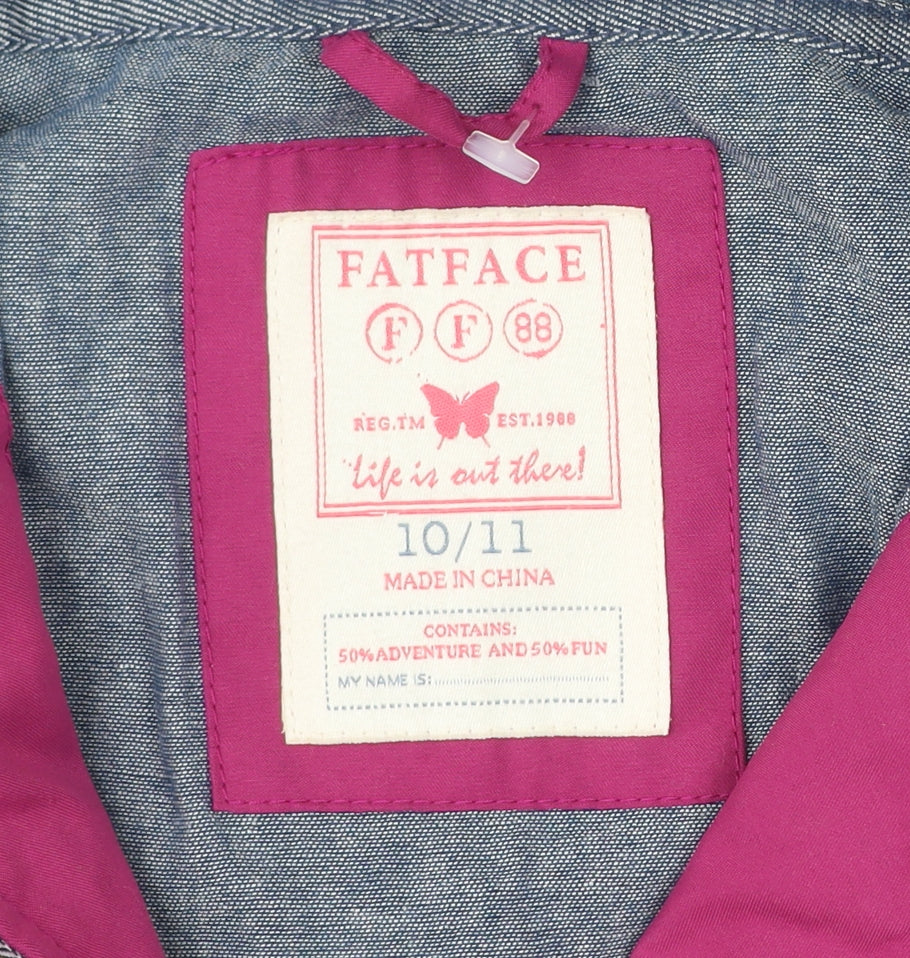 FATFACE
F F 88
REG.TM EST.1988
Life is out there!
10/11
MADE IN CHINA
CONTAINS:
50% ADVENTURE AND 50% FUN
MY NAME IS: